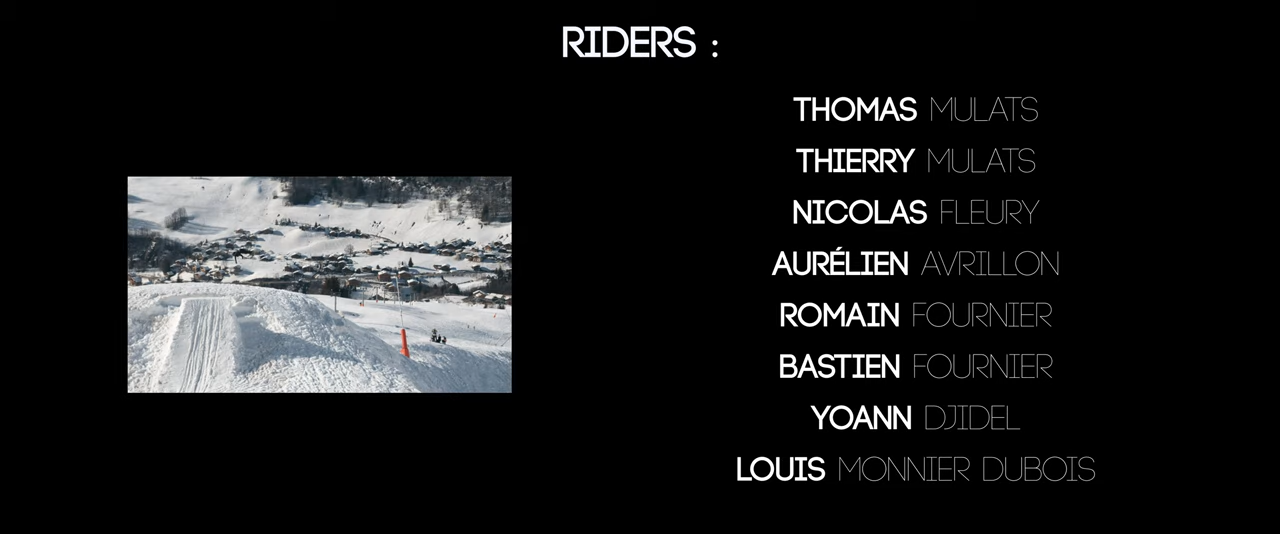 RIDERS :
THOMAS MULATS
THIERRY MULATS
NICOLAS FLEURY
AURÉLIEN AVRILLON
ROMAIN FOURNIER
BASTIEN FOURNIER
YOANN DJIDEL
LOUIS MONNIER DUBOIS